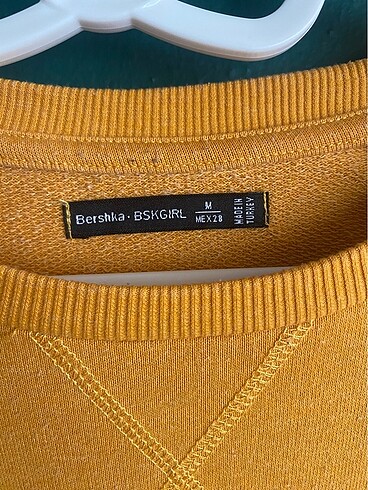 Bershka · BSKGIRL
M
MEX 28
MADE IN
TURKEY